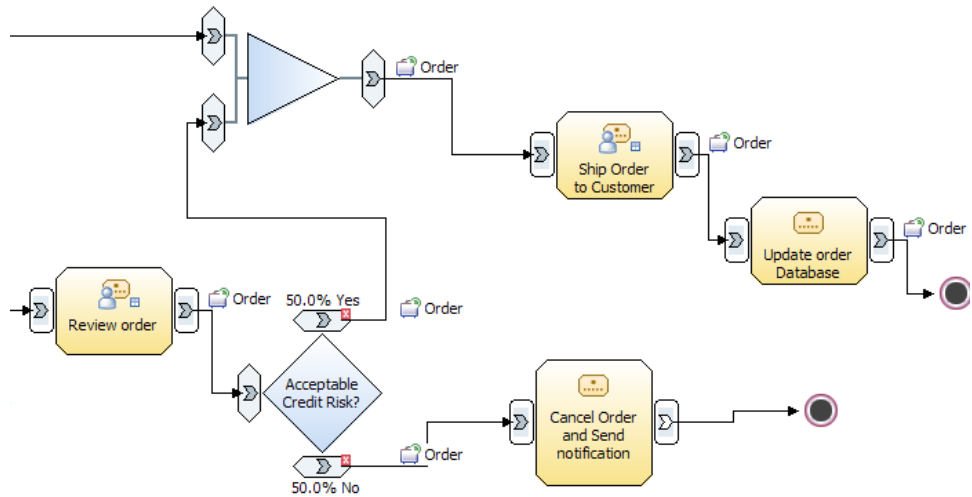 Order
Ship Order
to Customer
Order
Update order
Database
Order
Review order
Order
50.0% Yes
Order
Acceptable
Credit Risk?
50.0% No
Order
Cancel Order
and Send
notification